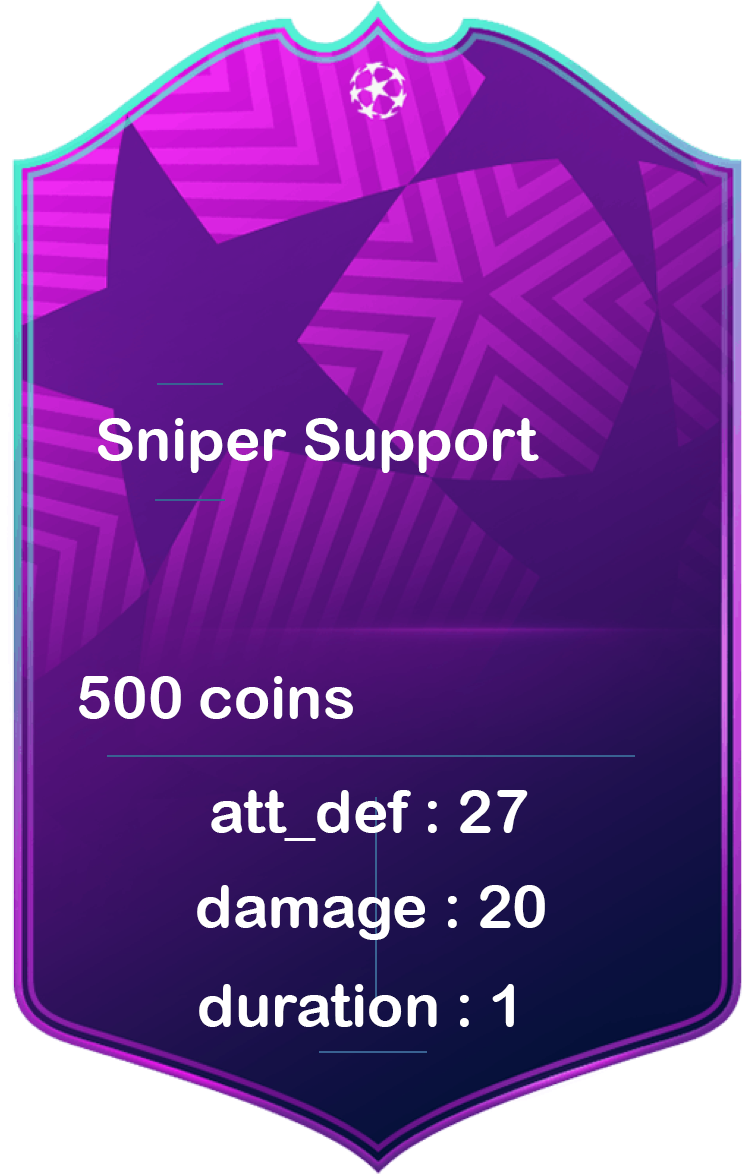 Sniper Support
500 coins
att_def : 27
damage : 20
duration : 1